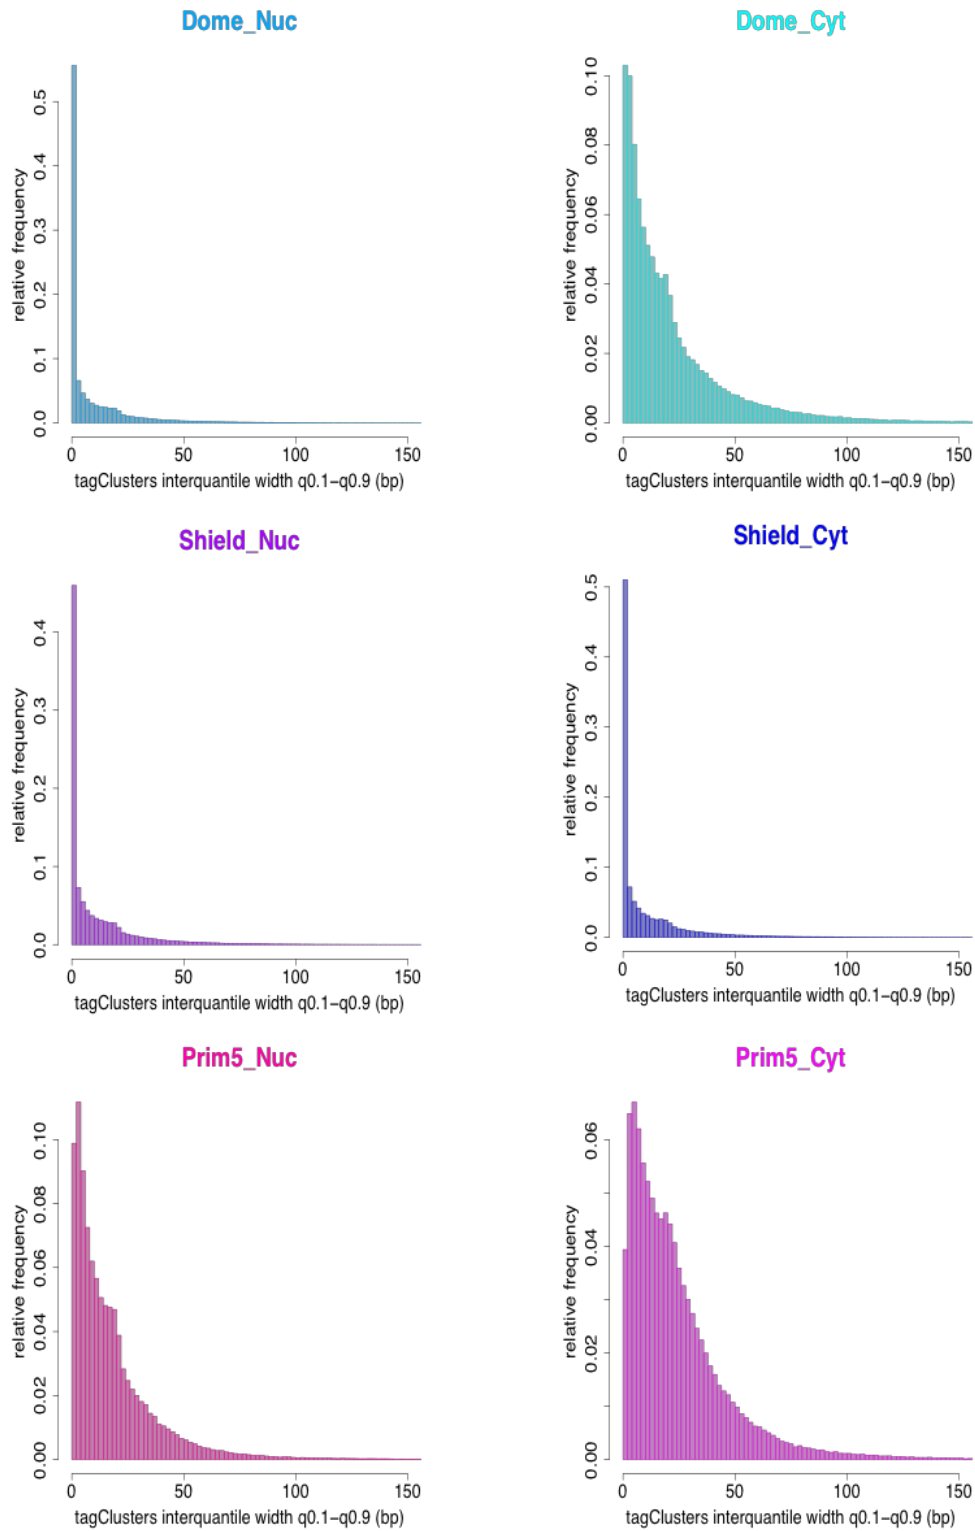 Dome_Nuc
relative frequency
0.0 0.1 0.2 0.3 0.4 0.5
0 50 100 150
tagClusters interquantile width q0.1−q0.9 (bp)
Dome_Cyt
relative frequency
0.00 0.02 0.04 0.06 0.08 0.10
0 50 100 150
tagClusters interquantile width q0.1−q0.9 (bp)
Shield_Nuc
relative frequency
0.0 0.1 0.2 0.3 0.4
0 50 100 150
tagClusters interquantile width q0.1−q0.9 (bp)
Shield_Cyt
relative frequency
0.0 0.1 0.2 0.3 0.4 0.5
0 50 100 150
tagClusters interquantile width q0.1−q0.9 (bp)
Prim5_Nuc
relative frequency
0.00 0.02 0.04 0.06 0.08 0.10
0 50 100 150
tagClusters interquantile width q0.1−q0.9 (bp)
Prim5_Cyt
relative frequency
0.00 0.02 0.04 0.06
0 50 100 150
tagClusters interquantile width q0.1−q0.9 (bp)